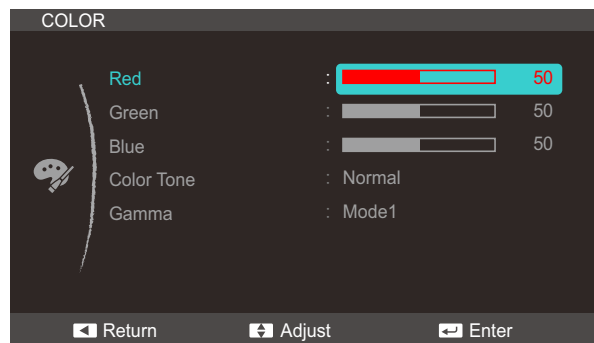 COLOR
Red : 50
Green : 50
Blue : 50
Color Tone : Normal
Gamma : Mode1
Return Adjust Enter